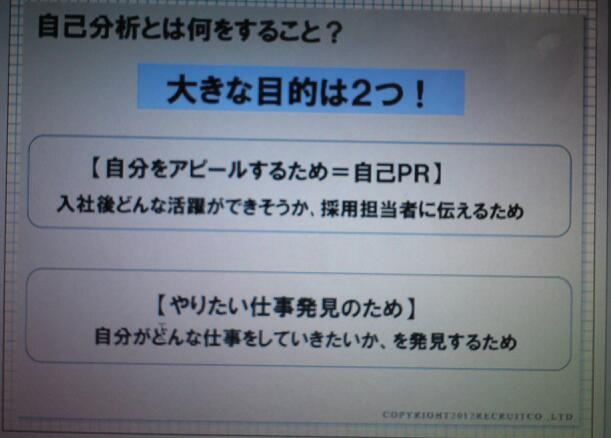 自己分析とは何をすること？
大きな目的は2つ！
【自分をアピールするため＝自己PR】
入社後どんな活躍ができそうか、採用担当者に伝えるため
【やりたい仕事発見のため】
自分がどんな仕事をしていきたいか、を発見するため
COPYRIGHT2012RECRUITCO.,LTD.